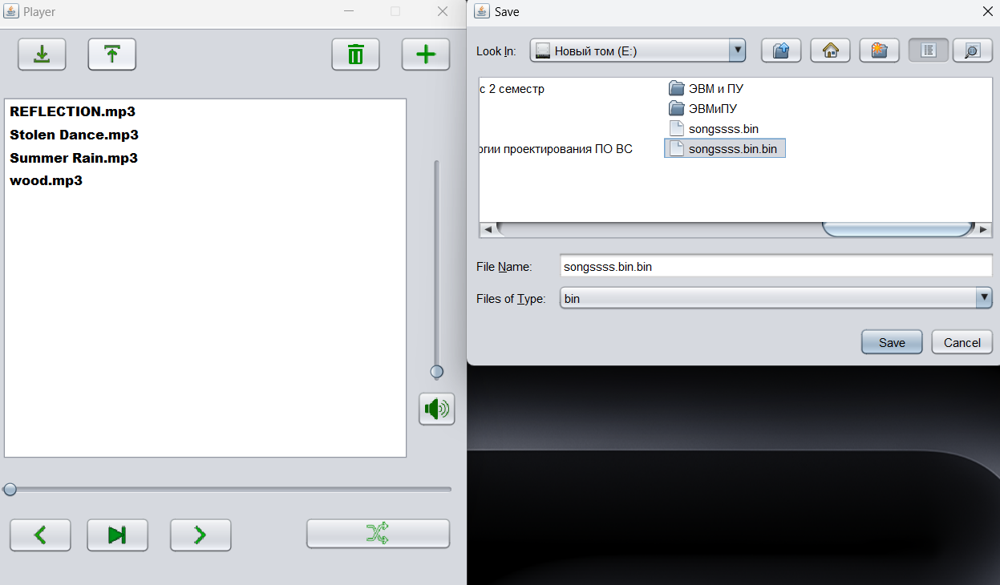 Player
REFLECTION.mp3
Stolen Dance.mp3
Summer Rain.mp3
wood.mp3
Save
Look In: Новый том (E:)
с 2 семестр
ЭВМ и ПУ
ЭВМиПУ
songssss.bin
огии проектирования ПО ВС
songssss.bin.bin
File Name: songssss.bin.bin
Files of Type: bin
Save Cancel